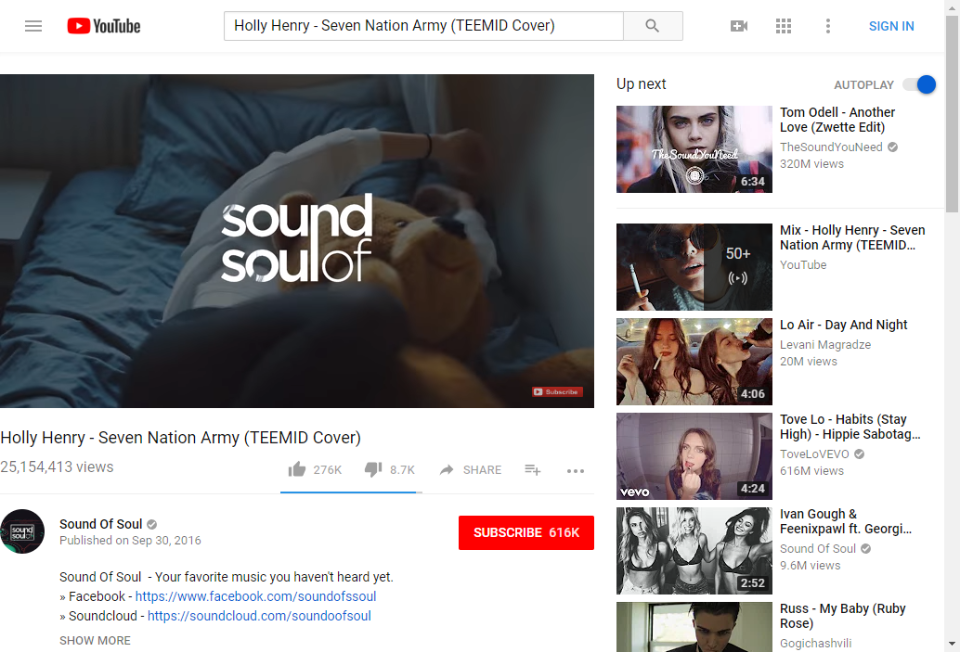 YouTube
Holly Henry - Seven Nation Army (TEEMID Cover)
SIGN IN
sound
soulof
Subscribe
Holly Henry - Seven Nation Army (TEEMID Cover)
25,154,413 views
276K
8.7K
SHARE
sound
soulof
Sound Of Soul
Published on Sep 30, 2016
SUBSCRIBE 616K
Sound Of Soul - Your favorite music you haven't heard yet.
» Facebook - https://www.facebook.com/soundofssoul
» Soundcloud - https://soundcloud.com/soundoofsoul
SHOW MORE
Up next
AUTOPLAY
TheSoundYouNeed
6:34
Tom Odell - Another
Love (Zwette Edit)
TheSoundYouNeed
320M views
50+
Mix - Holly Henry - Seven
Nation Army (TEEMID…
YouTube
4:06
Lo Air - Day And Night
Levani Magradze
20M views
vevo
4:24
Tove Lo - Habits (Stay
High) - Hippie Sabotag…
ToveLoVEVO
616M views
2:52
Ivan Gough &
Feenixpawl ft. Georgi…
Sound Of Soul
9.6M views
Russ - My Baby (Ruby
Rose)
Gogichashvili